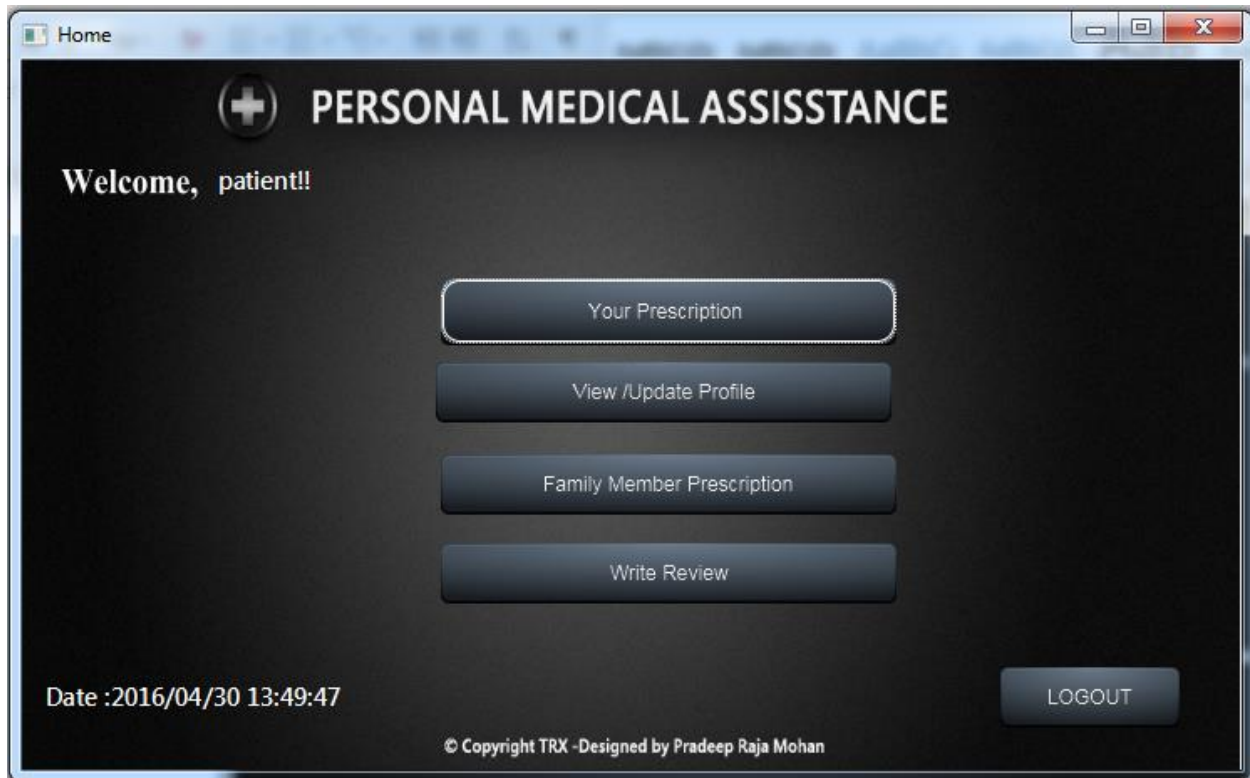 Home
PERSONAL MEDICAL ASSISSTANCE
Welcome, patient!!
Your Prescription
View /Update Profile
Family Member Prescription
Write Review
Date :2016/04/30 13:49:47
LOGOUT
© Copyright TRX -Designed by Pradeep Raja Mohan